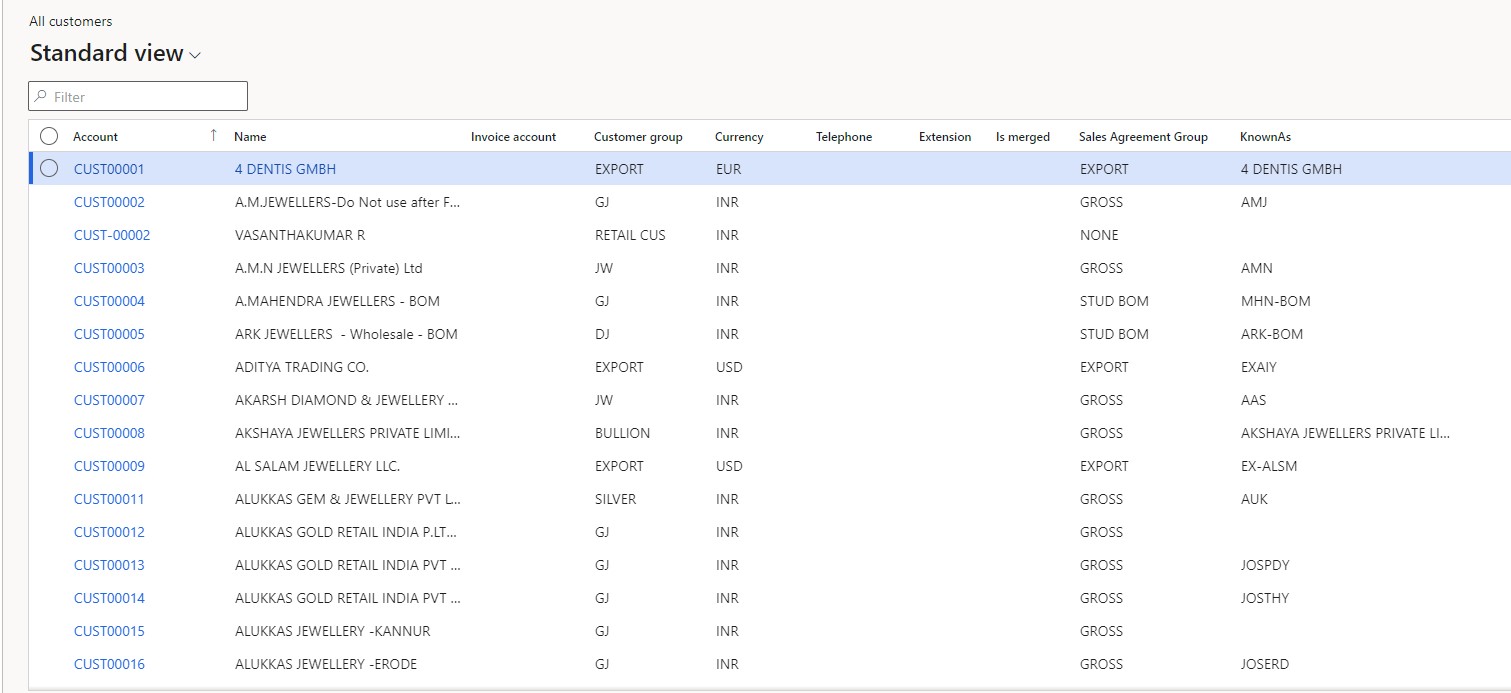 All customers
Standard view
Filter
Account Name Invoice account Customer group Currency Telephone Extension Is merged Sales Agreement Group KnownAs
CUST00001 4 DENTIS GMBH EXPORT EUR EXPORT 4 DENTIS GMBH
CUST00002 A.M.JEWELLERS-Do Not use after F... GJ INR GROSS AMJ
CUST-00002 VASANTHAKUMAR R RETAIL CUS INR NONE
CUST00003 A.M.N JEWELLERS (Private) Ltd JW INR GROSS AMN
CUST00004 A.MAHENDRA JEWELLERS - BOM GJ INR STUD BOM MHN-BOM
CUST00005 ARK JEWELLERS  - Wholesale - BOM DJ INR STUD BOM ARK-BOM
CUST00006 ADITYA TRADING CO. EXPORT USD EXPORT EXAIY
CUST00007 AKARSH DIAMOND & JEWELLERY ... JW INR GROSS AAS
CUST00008 AKSHAYA JEWELLERS PRIVATE LIMI... BULLION INR GROSS AKSHAYA JEWELLERS PRIVATE LI...
CUST00009 AL SALAM JEWELLERY LLC. EXPORT USD EXPORT EX-ALSM
CUST00011 ALUKKAS GEM & JEWELLERY PVT L... SILVER INR GROSS AUK
CUST00012 ALUKKAS GOLD RETAIL INDIA P.LT... GJ INR GROSS
CUST00013 ALUKKAS GOLD RETAIL INDIA PVT ... GJ INR GROSS JOSPDY
CUST00014 ALUKKAS GOLD RETAIL INDIA PVT ... GJ INR GROSS JOSTHY
CUST00015 ALUKKAS JEWELLERY -KANNUR GJ INR GROSS
CUST00016 ALUKKAS JEWELLERY -ERODE GJ INR GROSS JOSERD